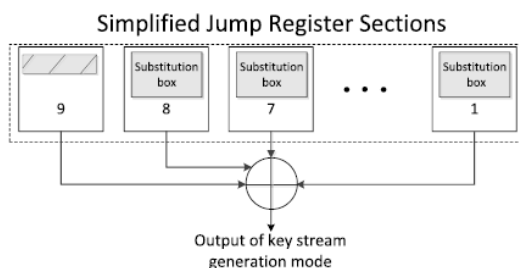 Simplified Jump Register Sections
Substitution
box
Substitution
box
Substitution
box
9
8
7
• • •
1
Output of key stream
generation mode